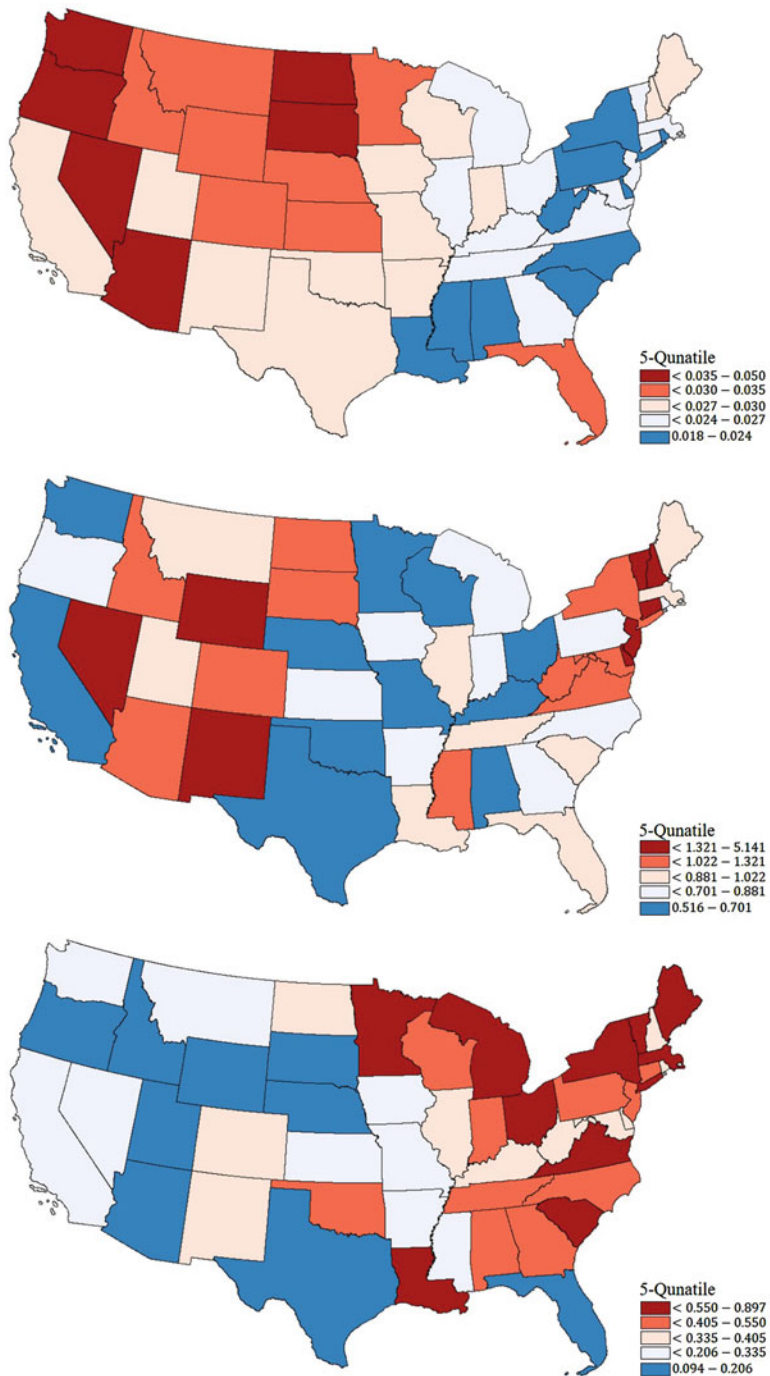 5-Qunatile
< 0.035 − 0.050
< 0.030 − 0.035
< 0.027 − 0.030
< 0.024 − 0.027
0.018 − 0.024
5-Qunatile
< 1.321 − 5.141
< 1.022 − 1.321
< 0.881 − 1.022
< 0.701 − 0.881
0.516 − 0.701
5-Qunatile
< 0.550 − 0.897
< 0.405 − 0.550
< 0.335 − 0.405
< 0.206 − 0.335
0.094 − 0.206